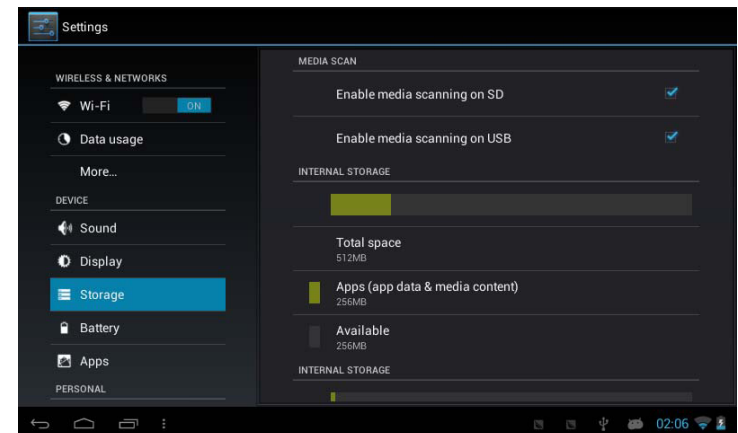 Settings
WIRELESS & NETWORKS
Wi-Fi ON
Data usage
More...
DEVICE
Sound
Display
Storage
Battery
Apps
PERSONAL
MEDIA SCAN
Enable media scanning on SD
Enable media scanning on USB
INTERNAL STORAGE
Total space
512MB
Apps (app data & media content)
256MB
Available
256MB
INTERNAL STORAGE
02:06